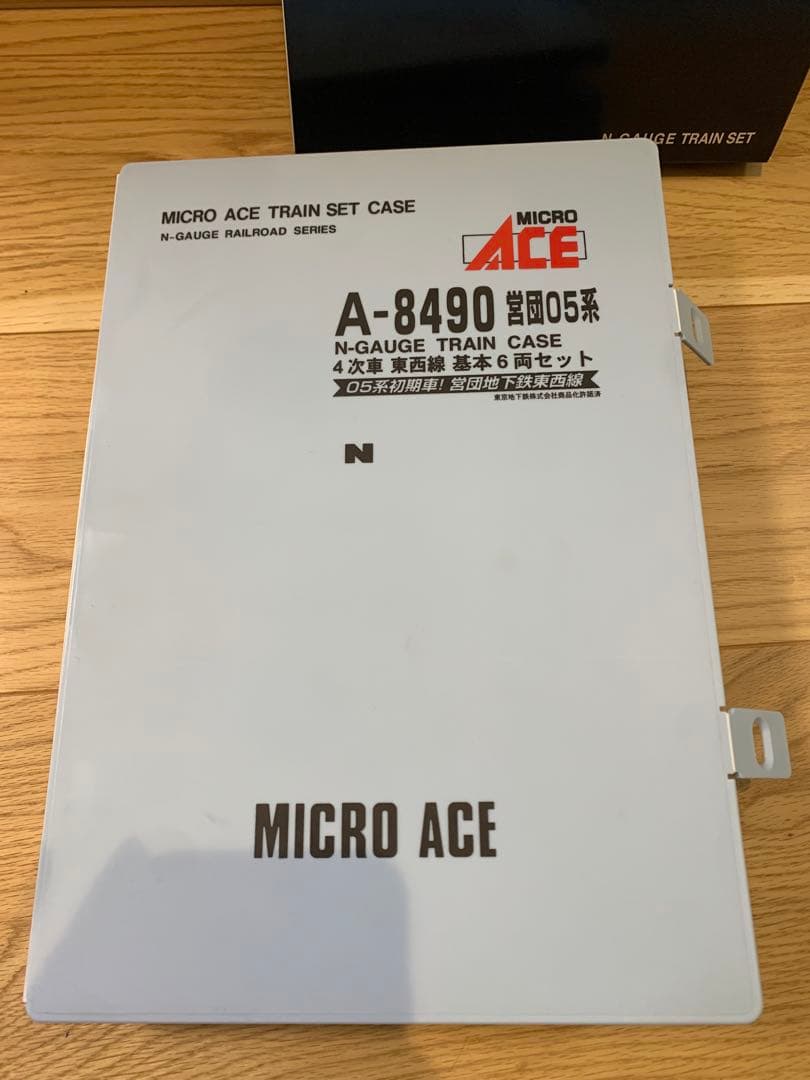 N-GAUGE TRAIN SET
MICRO ACE TRAIN SET CASE
N-GAUGE RAILROAD SERIES
MICRO
ACE
A-8490 営団05系
N-GAUGE TRAIN CASE
4次車 東西線 基本6両セット
05系初期車!営団地下鉄東西線
東京地下鉄株式会社商品化許諾済
N
MICRO ACE